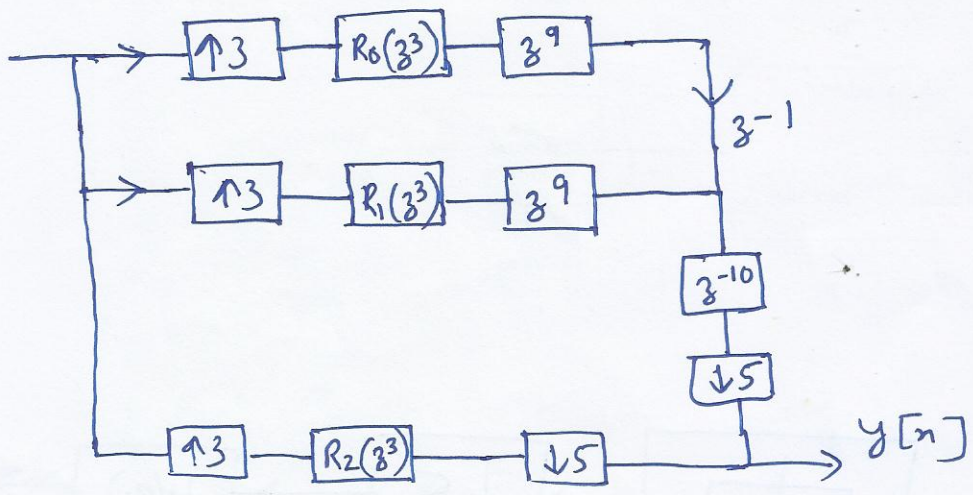 ↑3 R₀(z³) z⁹
z⁻¹
↑3 R₁(z³) z⁹
z⁻¹⁰
↓5
y[n]
↑3 R₂(z³) ↓5